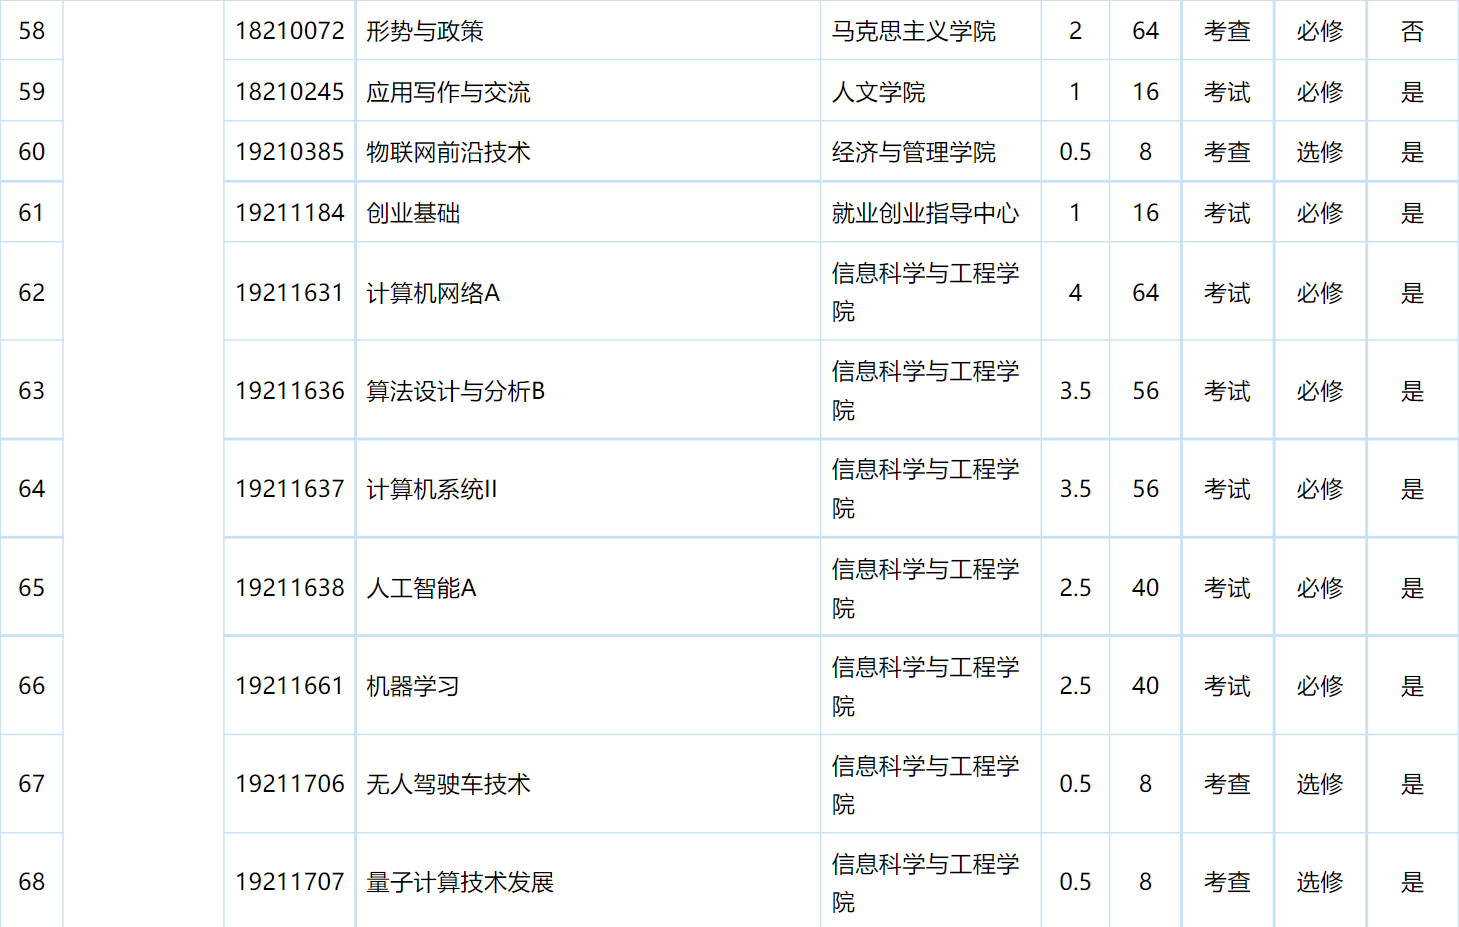 58 18210072 形势与政策 马克思主义学院 2 64 考查 必修 否
59 18210245 应用写作与交流 人文学院 1 16 考试 必修 是
60 19210385 物联网前沿技术 经济与管理学院 0.5 8 考查 选修 是
61 19211184 创业基础 就业创业指导中心 1 16 考试 必修 是
62 19211631 计算机网络A 信息科学与工程学
院 4 64 考试 必修 是
63 19211636 算法设计与分析B 信息科学与工程学
院 3.5 56 考试 必修 是
64 19211637 计算机系统II 信息科学与工程学
院 3.5 56 考试 必修 是
65 19211638 人工智能A 信息科学与工程学
院 2.5 40 考试 必修 是
66 19211661 机器学习 信息科学与工程学
院 2.5 40 考试 必修 是
67 19211706 无人驾驶车技术 信息科学与工程学
院 0.5 8 考查 选修 是
68 19211707 量子计算技术发展 信息科学与工程学
院 0.5 8 考查 选修 是